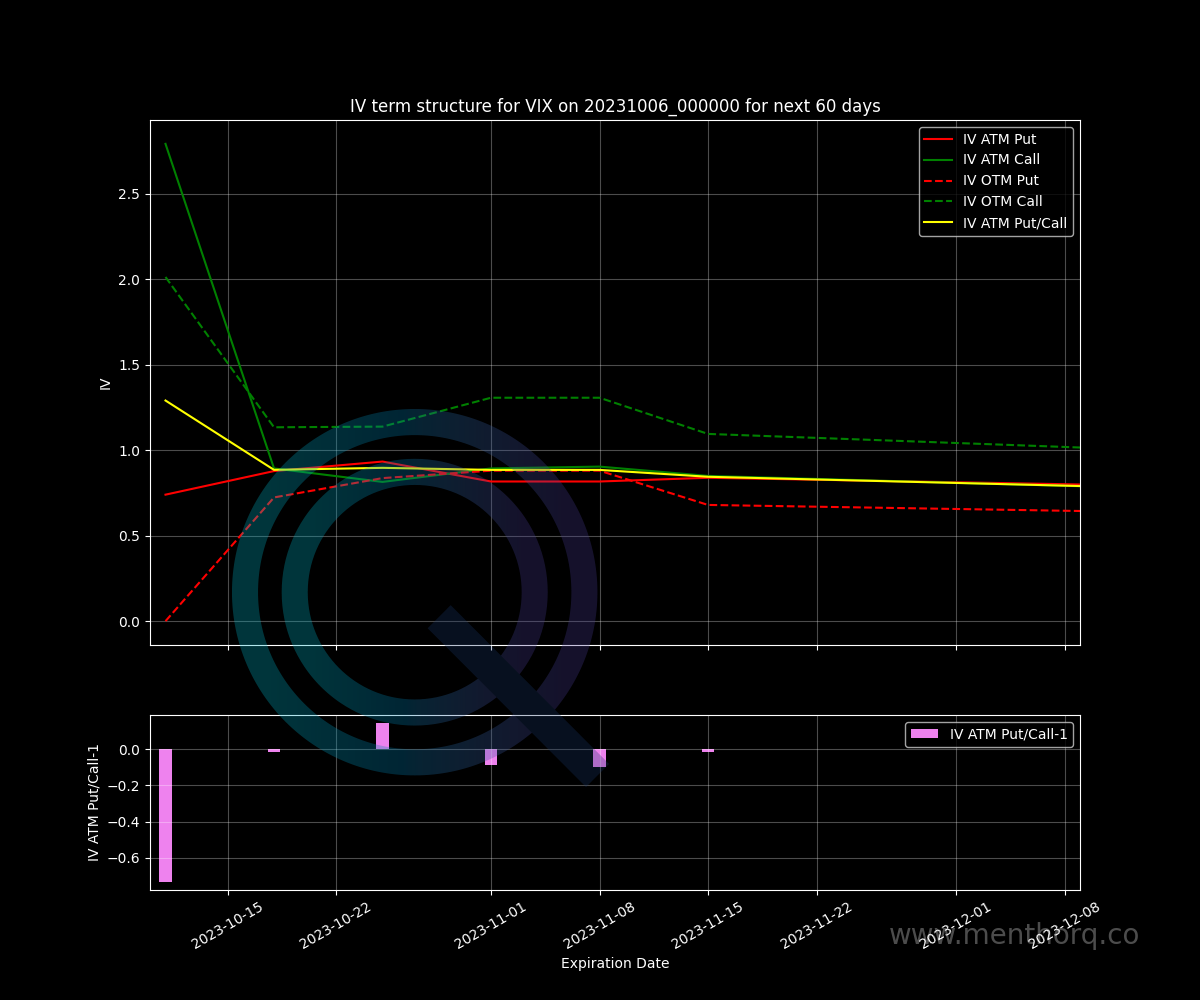 IV term structure for VIX on 20231006_000000 for next 60 days
IV ATM Put
IV ATM Call
IV OTM Put
IV OTM Call
IV ATM Put/Call
2.5
2.0
1.5
1.0
0.5
0.0
IV
IV ATM Put/Call-1
0.0
−0.2
−0.4
−0.6
IV ATM Put/Call-1
2023-10-15
2023-10-22
2023-11-01
2023-11-08
2023-11-15
2023-11-22
2023-12-01
2023-12-08
www.menthorq.co
Expiration Date